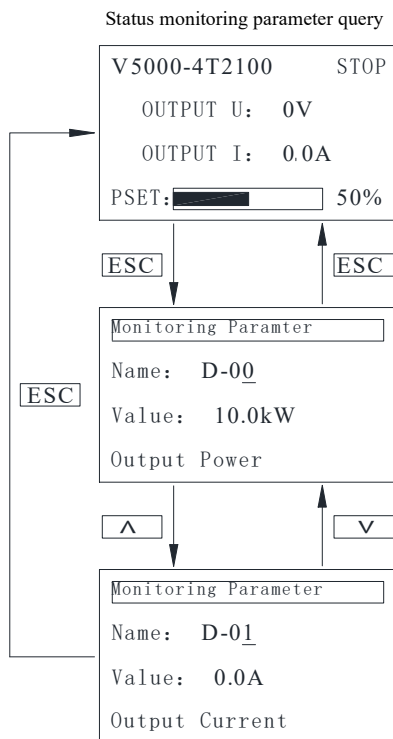 Status monitoring parameter query
V5000-4T2100 STOP
OUTPUT U: 0V
OUTPUT I: 0.0A
PSET: 50%
ESC ESC
Monitoring Paramter
Name: D-00
ESC
Value: 10.0kW
Output Power
∧ ∨
Monitoring Parameter
Name: D-01
Value: 0.0A
Output Current